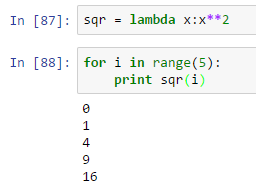 In [87]: sqr = lambda x:x**2
In [88]: for i in range(5):
    print sqr(i)
0
1
4
9
16